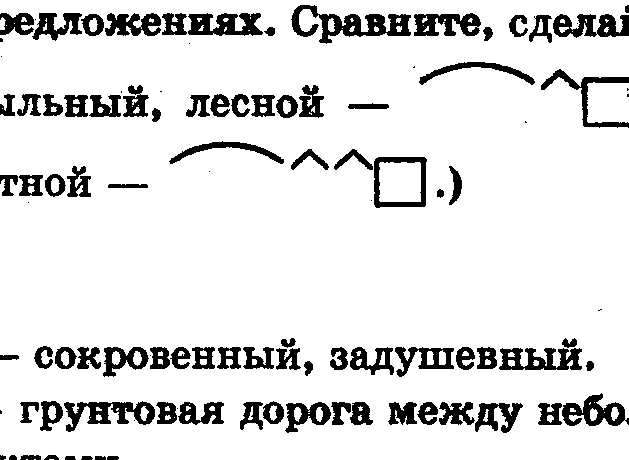 редложениях. Сравните, сделай
ыльный, лесной —
тной — .)
— сокровенный, задушевный.
— грунтовая дорога между небо